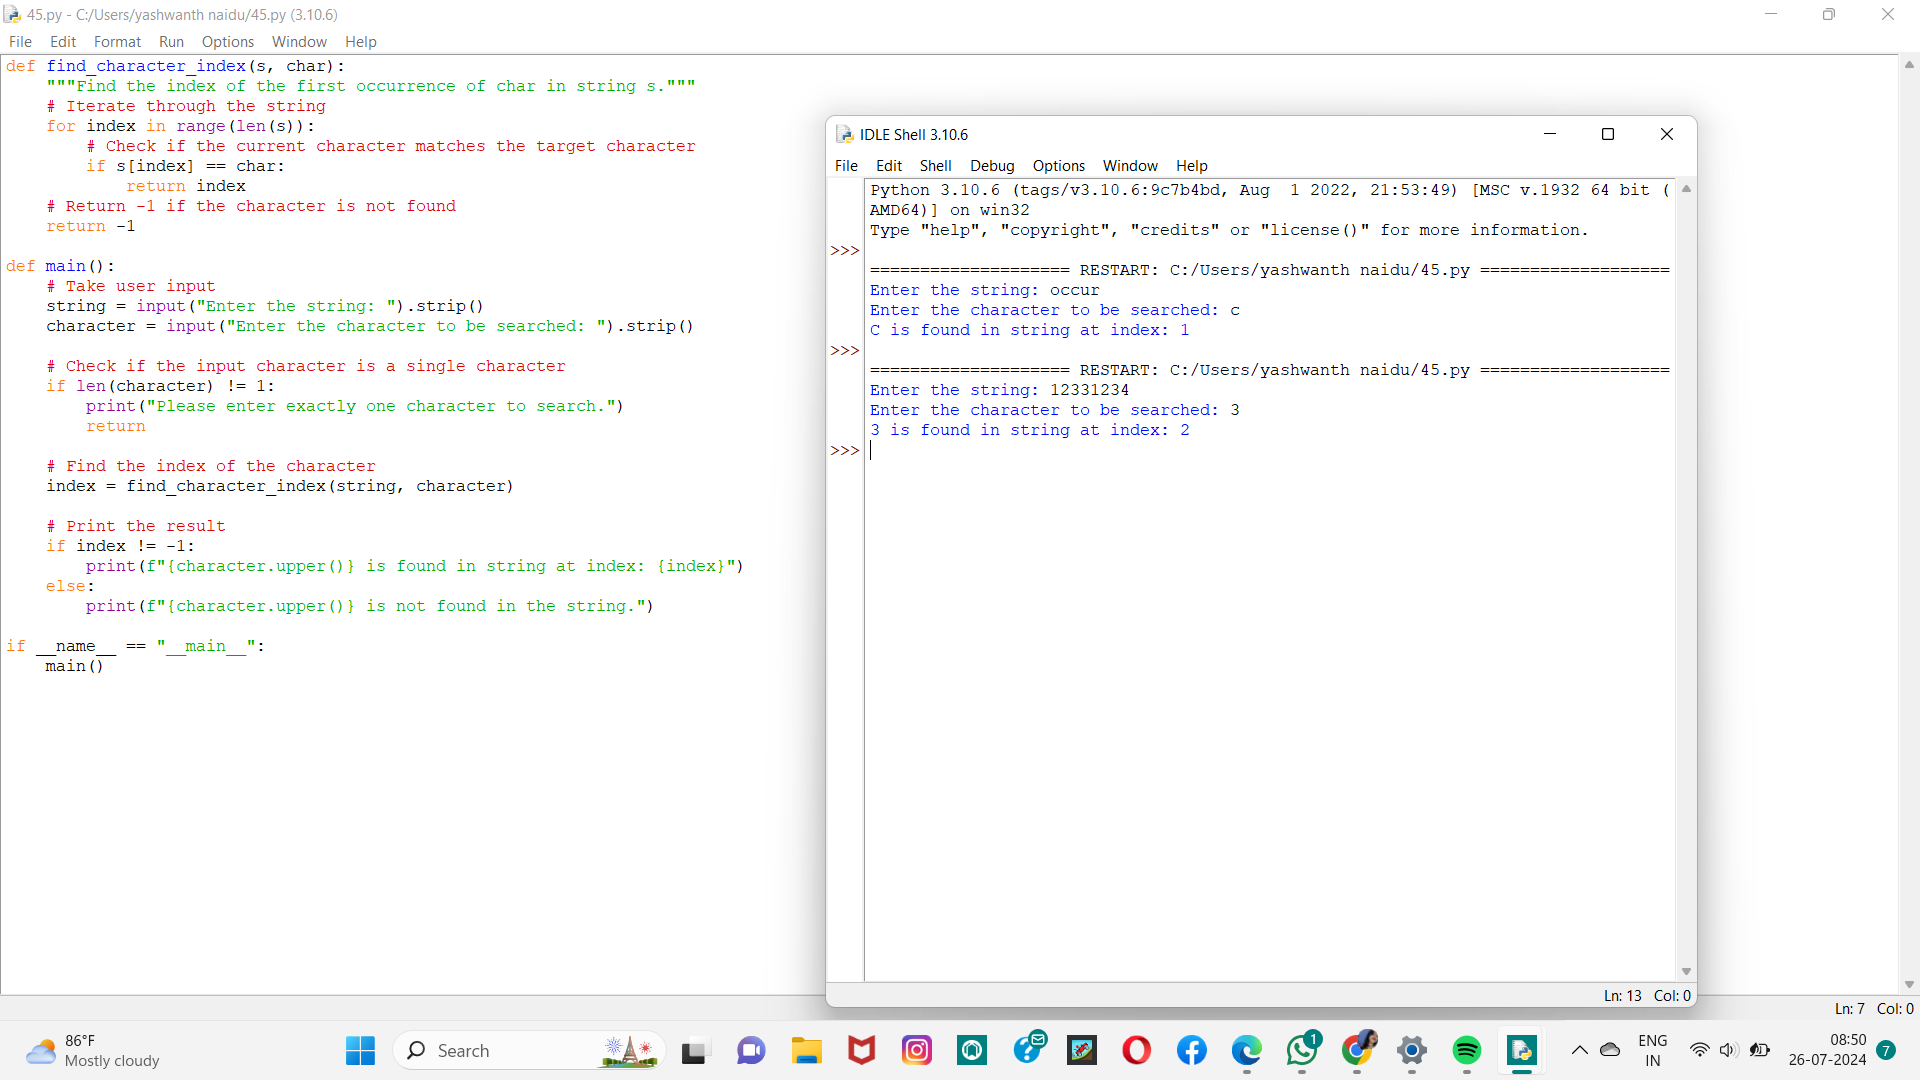 45.py - C:/Users/yashwanth naidu/45.py (3.10.6)
File Edit Format Run Options Window Help
def find_character_index(s, char):
    """Find the index of the first occurrence of char in string s."""
    # Iterate through the string
    for index in range(len(s)):
        # Check if the current character matches the target character
        if s[index] == char:
            return index
    # Return -1 if the character is not found
    return -1
def main():
    # Take user input
    string = input("Enter the string: ").strip()
    character = input("Enter the character to be searched: ").strip()
    # Check if the input character is a single character
    if len(character) != 1:
        print("Please enter exactly one character to search.")
        return
    # Find the index of the character
    index = find_character_index(string, character)
    # Print the result
    if index != -1:
        print(f"{character.upper()} is found in string at index: {index}")
    else:
        print(f"{character.upper()} is not found in the string.")
if __name__ == "__main__":
    main()
IDLE Shell 3.10.6
File Edit Shell Debug Options Window Help
Python 3.10.6 (tags/v3.10.6:9c7b4bd, Aug  1 2022, 21:53:49) [MSC v.1932 64 bit (
AMD64)] on win32
Type "help", "copyright", "credits" or "license()" for more information.
>>>
==================== RESTART: C:/Users/yashwanth naidu/45.py ===================
Enter the string: occur
Enter the character to be searched: c
C is found in string at index: 1
>>>
==================== RESTART: C:/Users/yashwanth naidu/45.py ===================
Enter the string: 12331234
Enter the character to be searched: 3
3 is found in string at index: 2
>>>
Ln: 13 Col: 0
Ln: 7 Col: 0
86°F
Mostly cloudy
Search
1
ENG
IN
08:50
26-07-2024
7